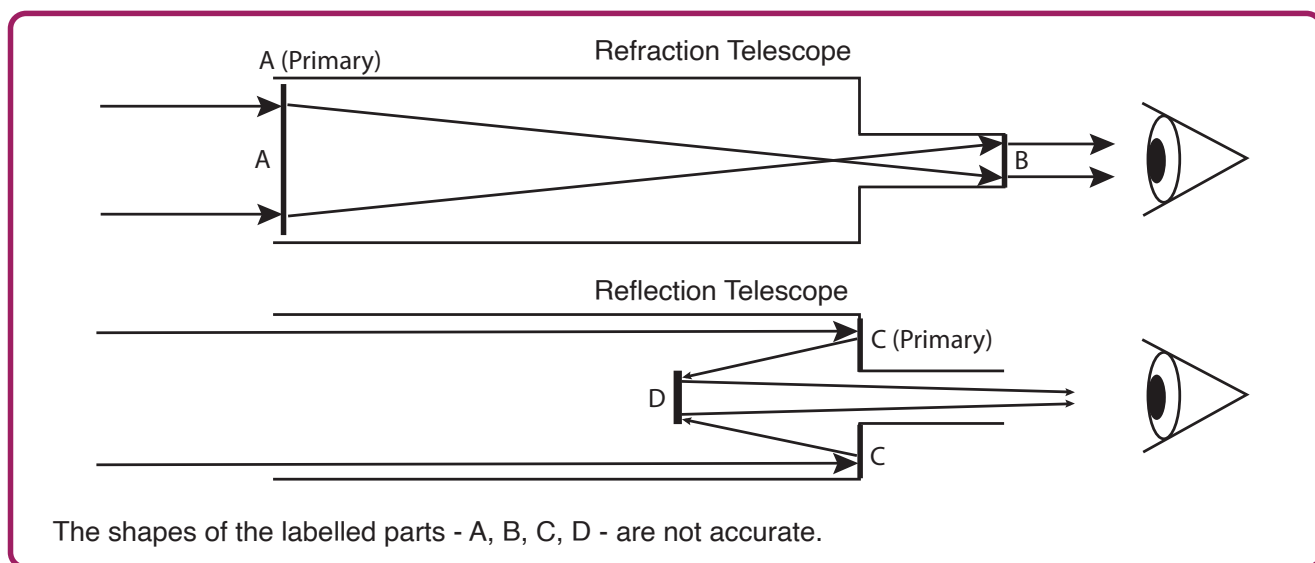 Refraction Telescope
A (Primary)
A
B
Reflection Telescope
C (Primary)
D
C
The shapes of the labelled parts - A, B, C, D - are not accurate.